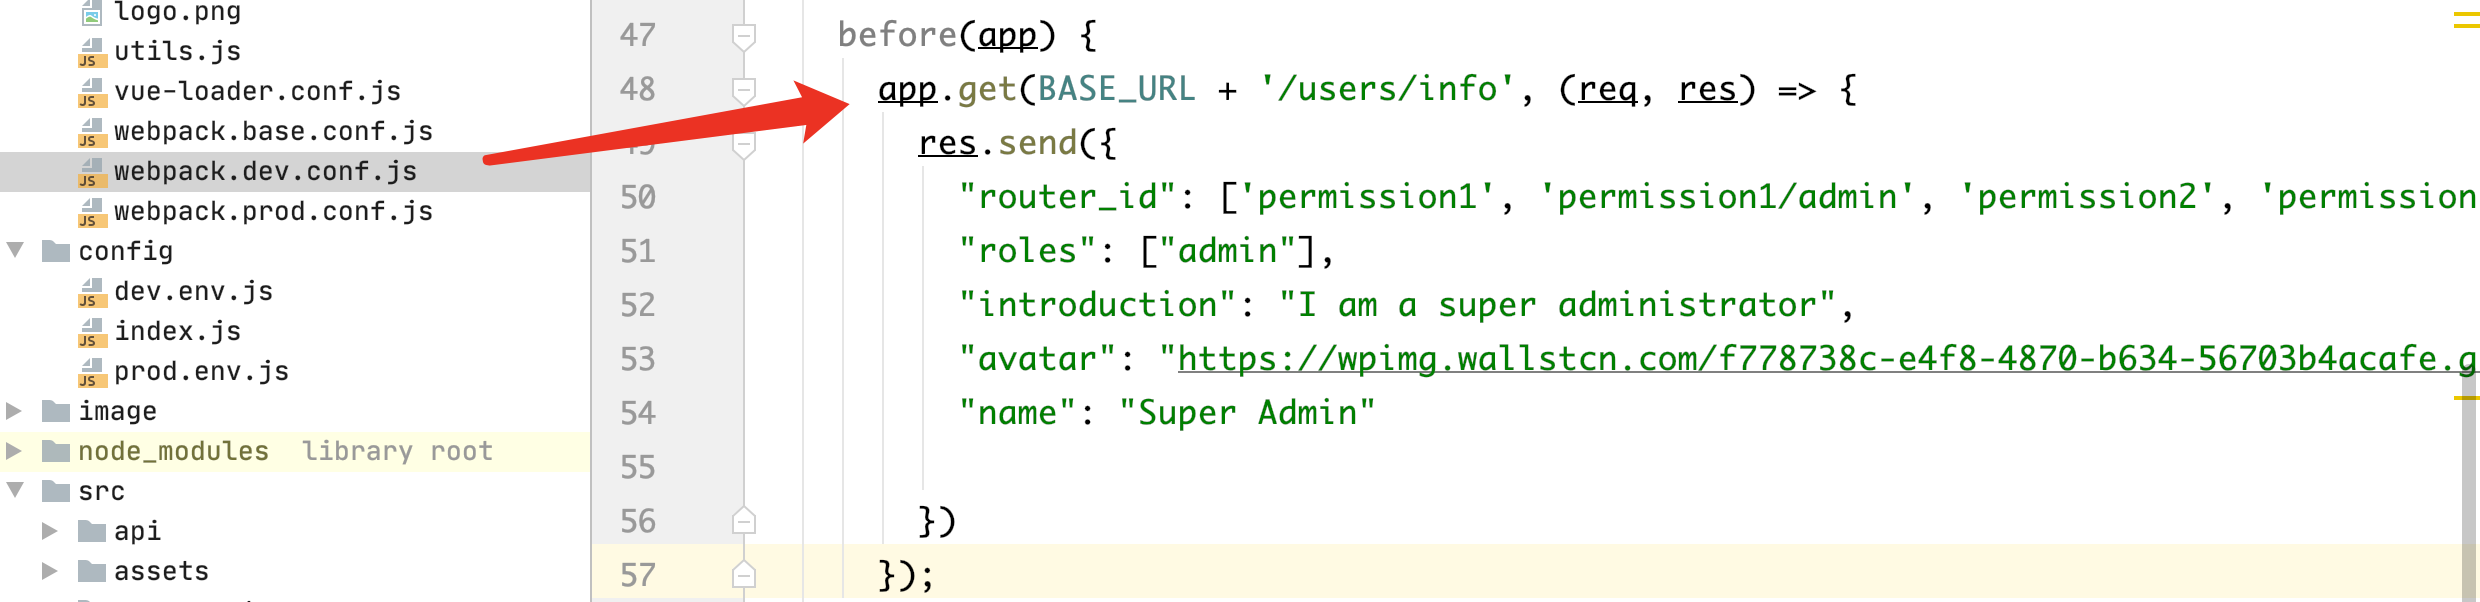 logo.png
utils.js
vue-loader.conf.js
webpack.base.conf.js
webpack.dev.conf.js
webpack.prod.conf.js
config
dev.env.js
index.js
prod.env.js
image
node_modules library root
src
api
assets
47 before(app) {
48 app.get(BASE_URL + '/users/info', (req, res) => {
res.send({
50 "router_id": ['permission1', 'permission1/admin', 'permission2', 'permission
51 "roles": ["admin"],
52 "introduction": "I am a super administrator",
53 "avatar": "https://wpimg.wallstcn.com/f778738c-e4f8-4870-b634-56703b4acafe.g
54 "name": "Super Admin"
55
56 })
57 });